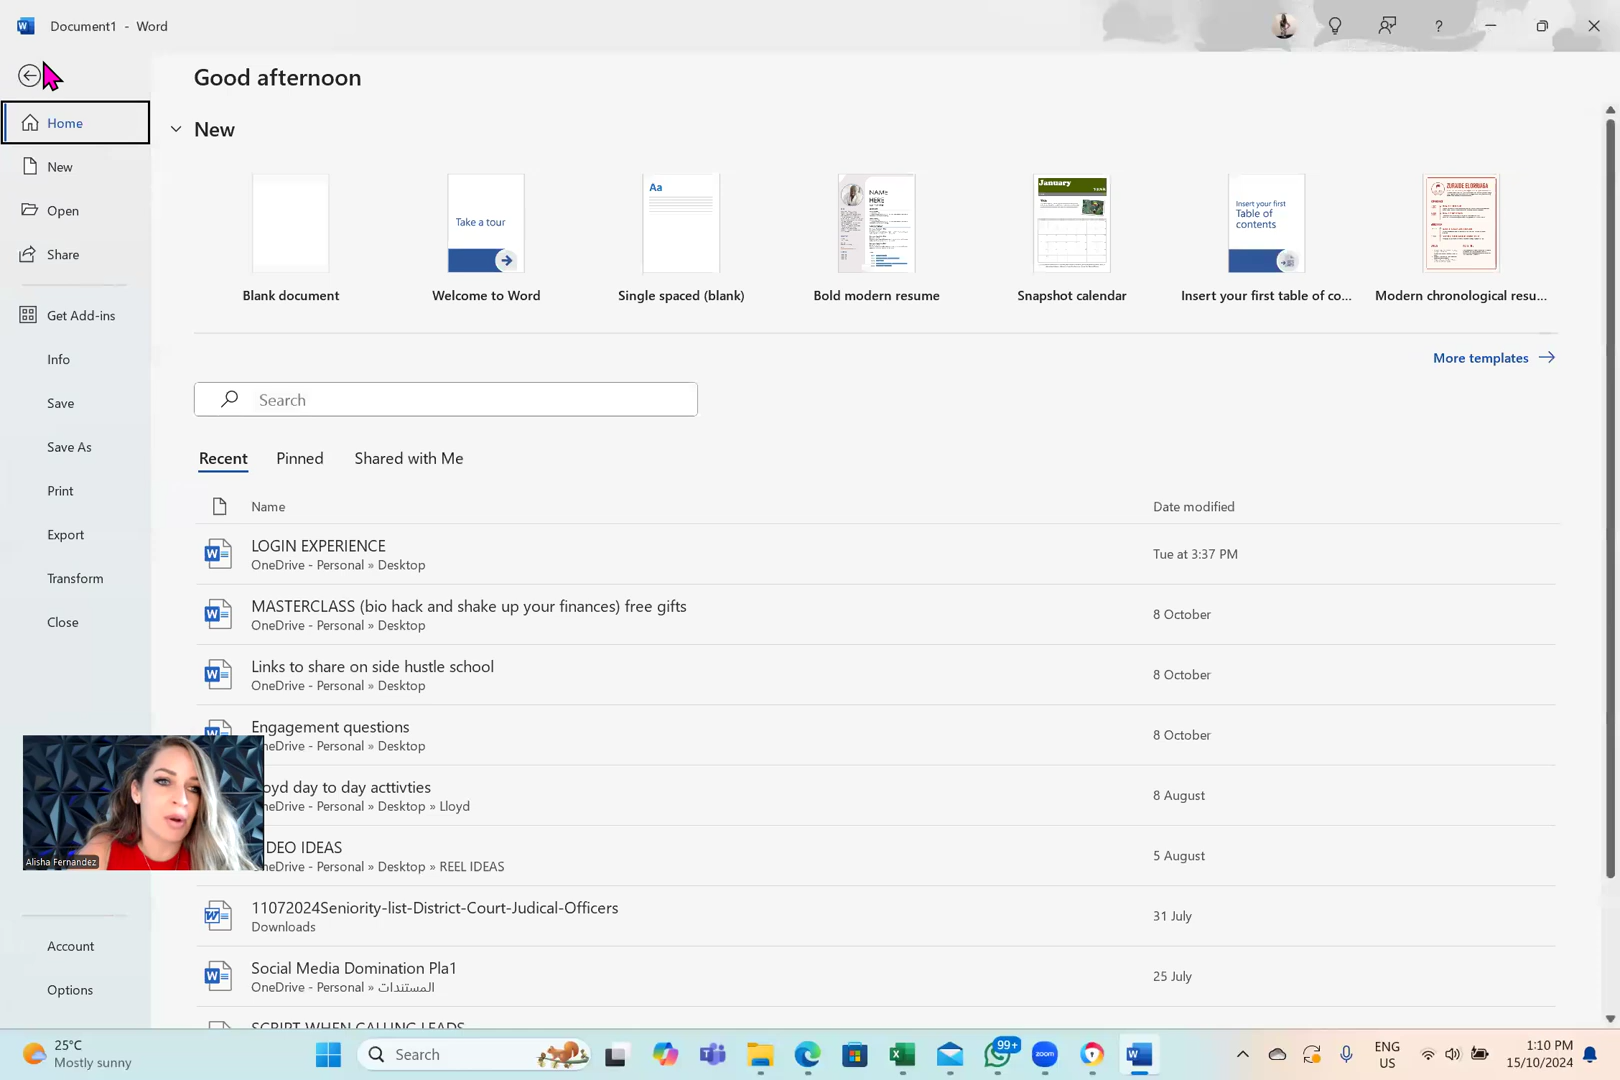 Document1 - Word
Good afternoon
Home
New
Open
Share
Get Add-ins
Info
Save
Save As
Print
Export
Transform
Close
Account
Options
New
Aa
Take a tour
NAME
HERE
January
Insert your first
Table of
contents
Blank document
Welcome to Word
Single spaced (blank)
Bold modern resume
Snapshot calendar
Insert your first table of co...
Modern chronological resu...
More templates
Search
Recent
Pinned
Shared with Me
Name
Date modified
LOGIN EXPERIENCE
OneDrive - Personal » Desktop
Tue at 3:37 PM
MASTERCLASS (bio hack and shake up your finances) free gifts
OneDrive - Personal » Desktop
8 October
Links to share on side hustle school
OneDrive - Personal » Desktop
8 October
Engagement questions
neDrive - Personal » Desktop
8 October
oyd day to day acttivties
neDrive - Personal » Desktop » Lloyd
8 August
DEO IDEAS
neDrive - Personal » Desktop » REEL IDEAS
5 August
11072024Seniority-list-District-Court-Judical-Officers
Downloads
31 July
Social Media Domination Pla1
OneDrive - Personal » المستندات
25 July
SCRIPT WHEN CALLING LEADS
Alisha Fernandez
25°C
Mostly sunny
Search
99+
zoom
ENG
US
1:10 PM
15/10/2024